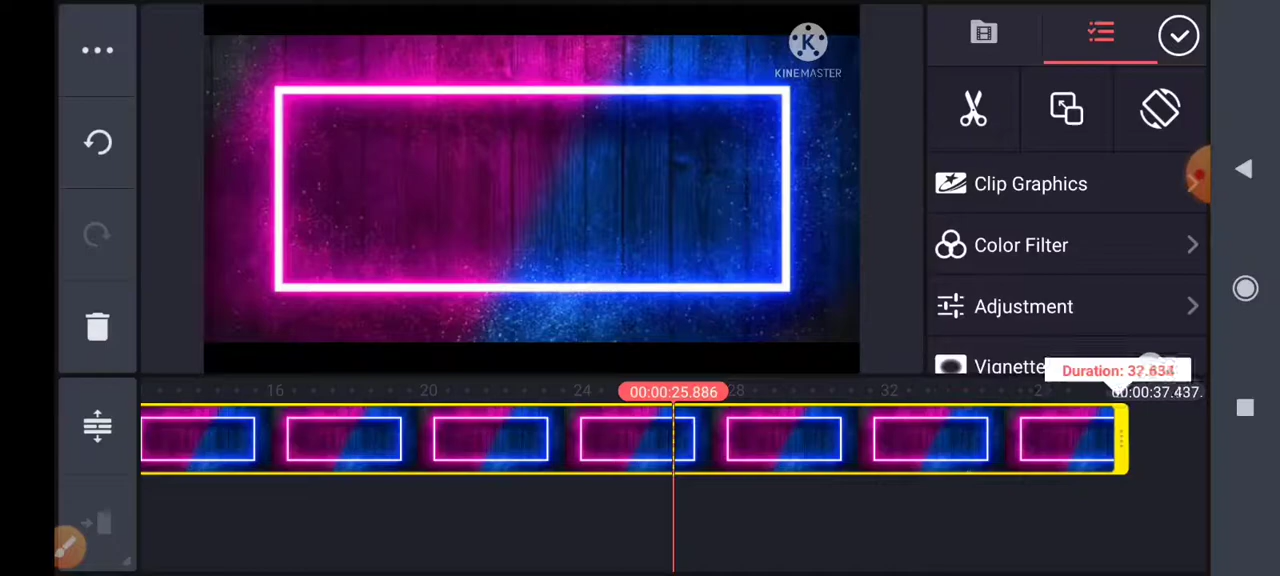 KINEMASTER
Clip Graphics
Color Filter
Adjustment
Vignette
Duration: 32.634
16
20
24
00:00:25.886
28
32
00:00:37.437